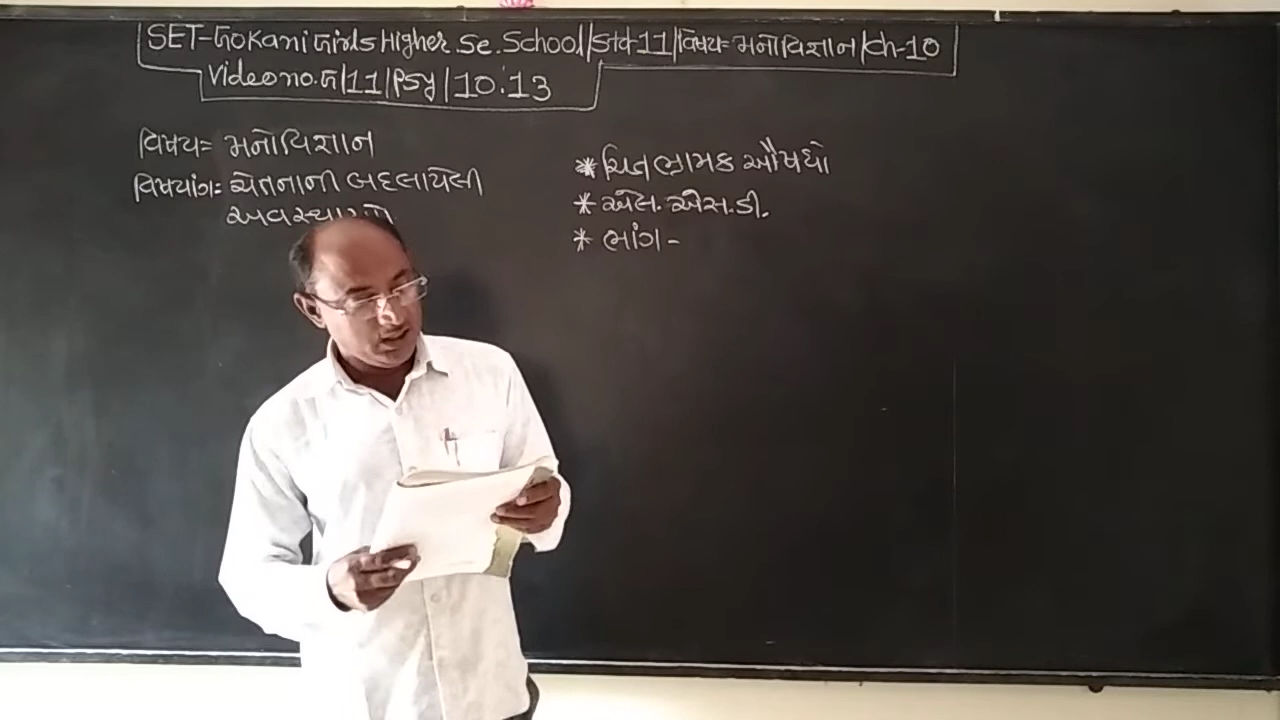 SET-Gokani Girls Higher.Se.School/Std-11/વિષય=મનોવિજ્ઞાન/Ch-10
Video no.G/11/Psy/10.13
વિષય= મનોવિજ્ઞાન
વિષયાંગ= ચેતનાની બદલાયેલી
અવસ્થાઓ
* ચિત્તભ્રામક ઔષધો
* એલ. એસ.ડી.
* ભાંગ -